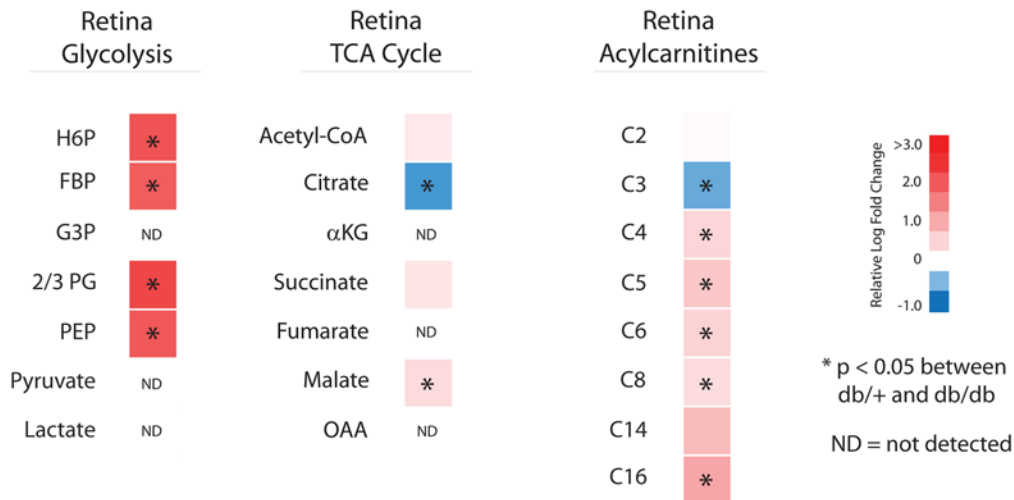 Retina
Glycolysis
H6P *
FBP *
G3P ND
2/3 PG *
PEP *
Pyruvate ND
Lactate ND
Retina
TCA Cycle
Acetyl-CoA
Citrate *
αKG ND
Succinate
Fumarate ND
Malate *
OAA ND
Retina
Acylcarnitines
C2
C3 *
C4 *
C5 *
C6 *
C8 *
C14
C16 *
Relative Log Fold Change
>3.0
2.0
1.0
0
-1.0
* p < 0.05 between
db/+ and db/db
ND = not detected